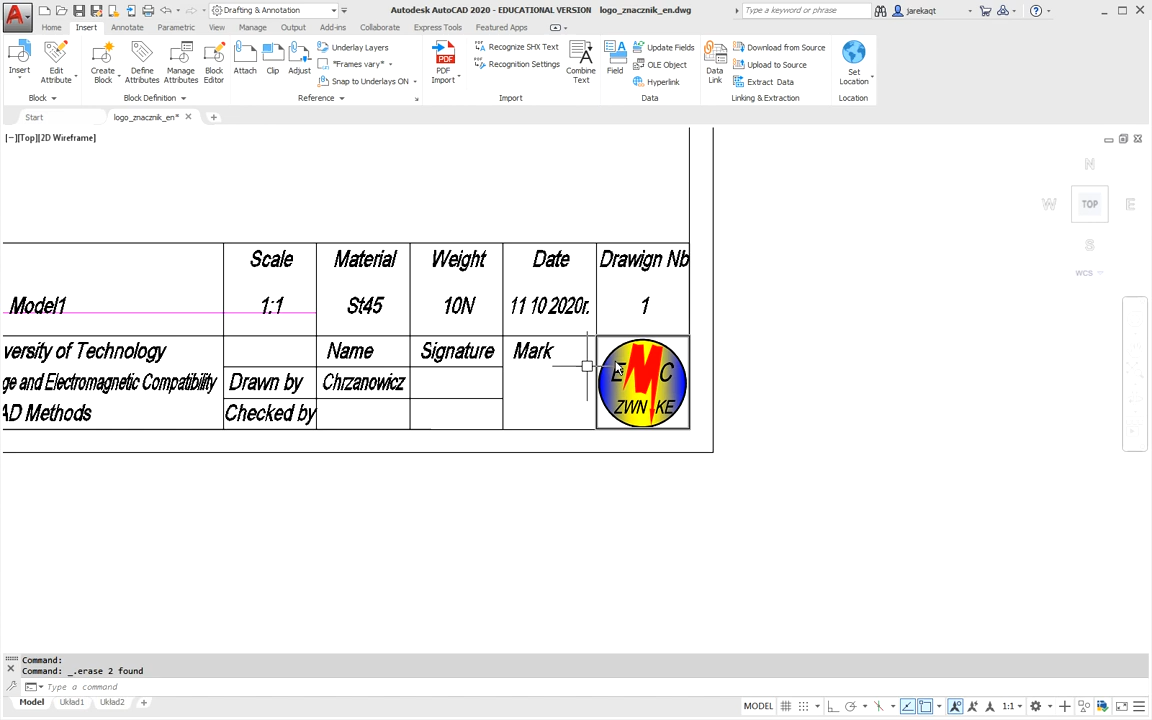 Drafting & Annotation
Autodesk AutoCAD 2020 - EDUCATIONAL VERSION logo_znacznik_en.dwg
Type a keyword or phrase
jarekaqt
Home Insert Annotate Parametric View Manage Output Add-ins Collaborate Express Tools Featured Apps
Insert
Edit Attribute
Create Block
Define Attributes
Manage Attributes
Block Editor
Attach
Clip
Adjust
Underlay Layers
*Frames vary*
Snap to Underlays ON
PDF Import
Recognize SHX Text
Recognition Settings
Combine Text
Field
Update Fields
OLE Object
Hyperlink
Data Link
Download from Source
Upload to Source
Extract Data
Set Location
Block Block Definition Reference Import Data Linking & Extraction Location
Start logo_znacznik_en*
[−][Top][2D Wireframe]
N
W TOP E
S
WCS
Scale Material Weight Date Drawign Nb
Model1 1:1 St45 10N 11 10 2020r. 1
versity of Technology Name Signature Mark
ge and Electromagnetic Compatibility Drawn by Chrzanowicz
AD Methods Checked by
EMC
ZWN KE
Command:
Command: _.erase 2 found
Type a command
Model Układ1 Układ2
MODEL 1:1